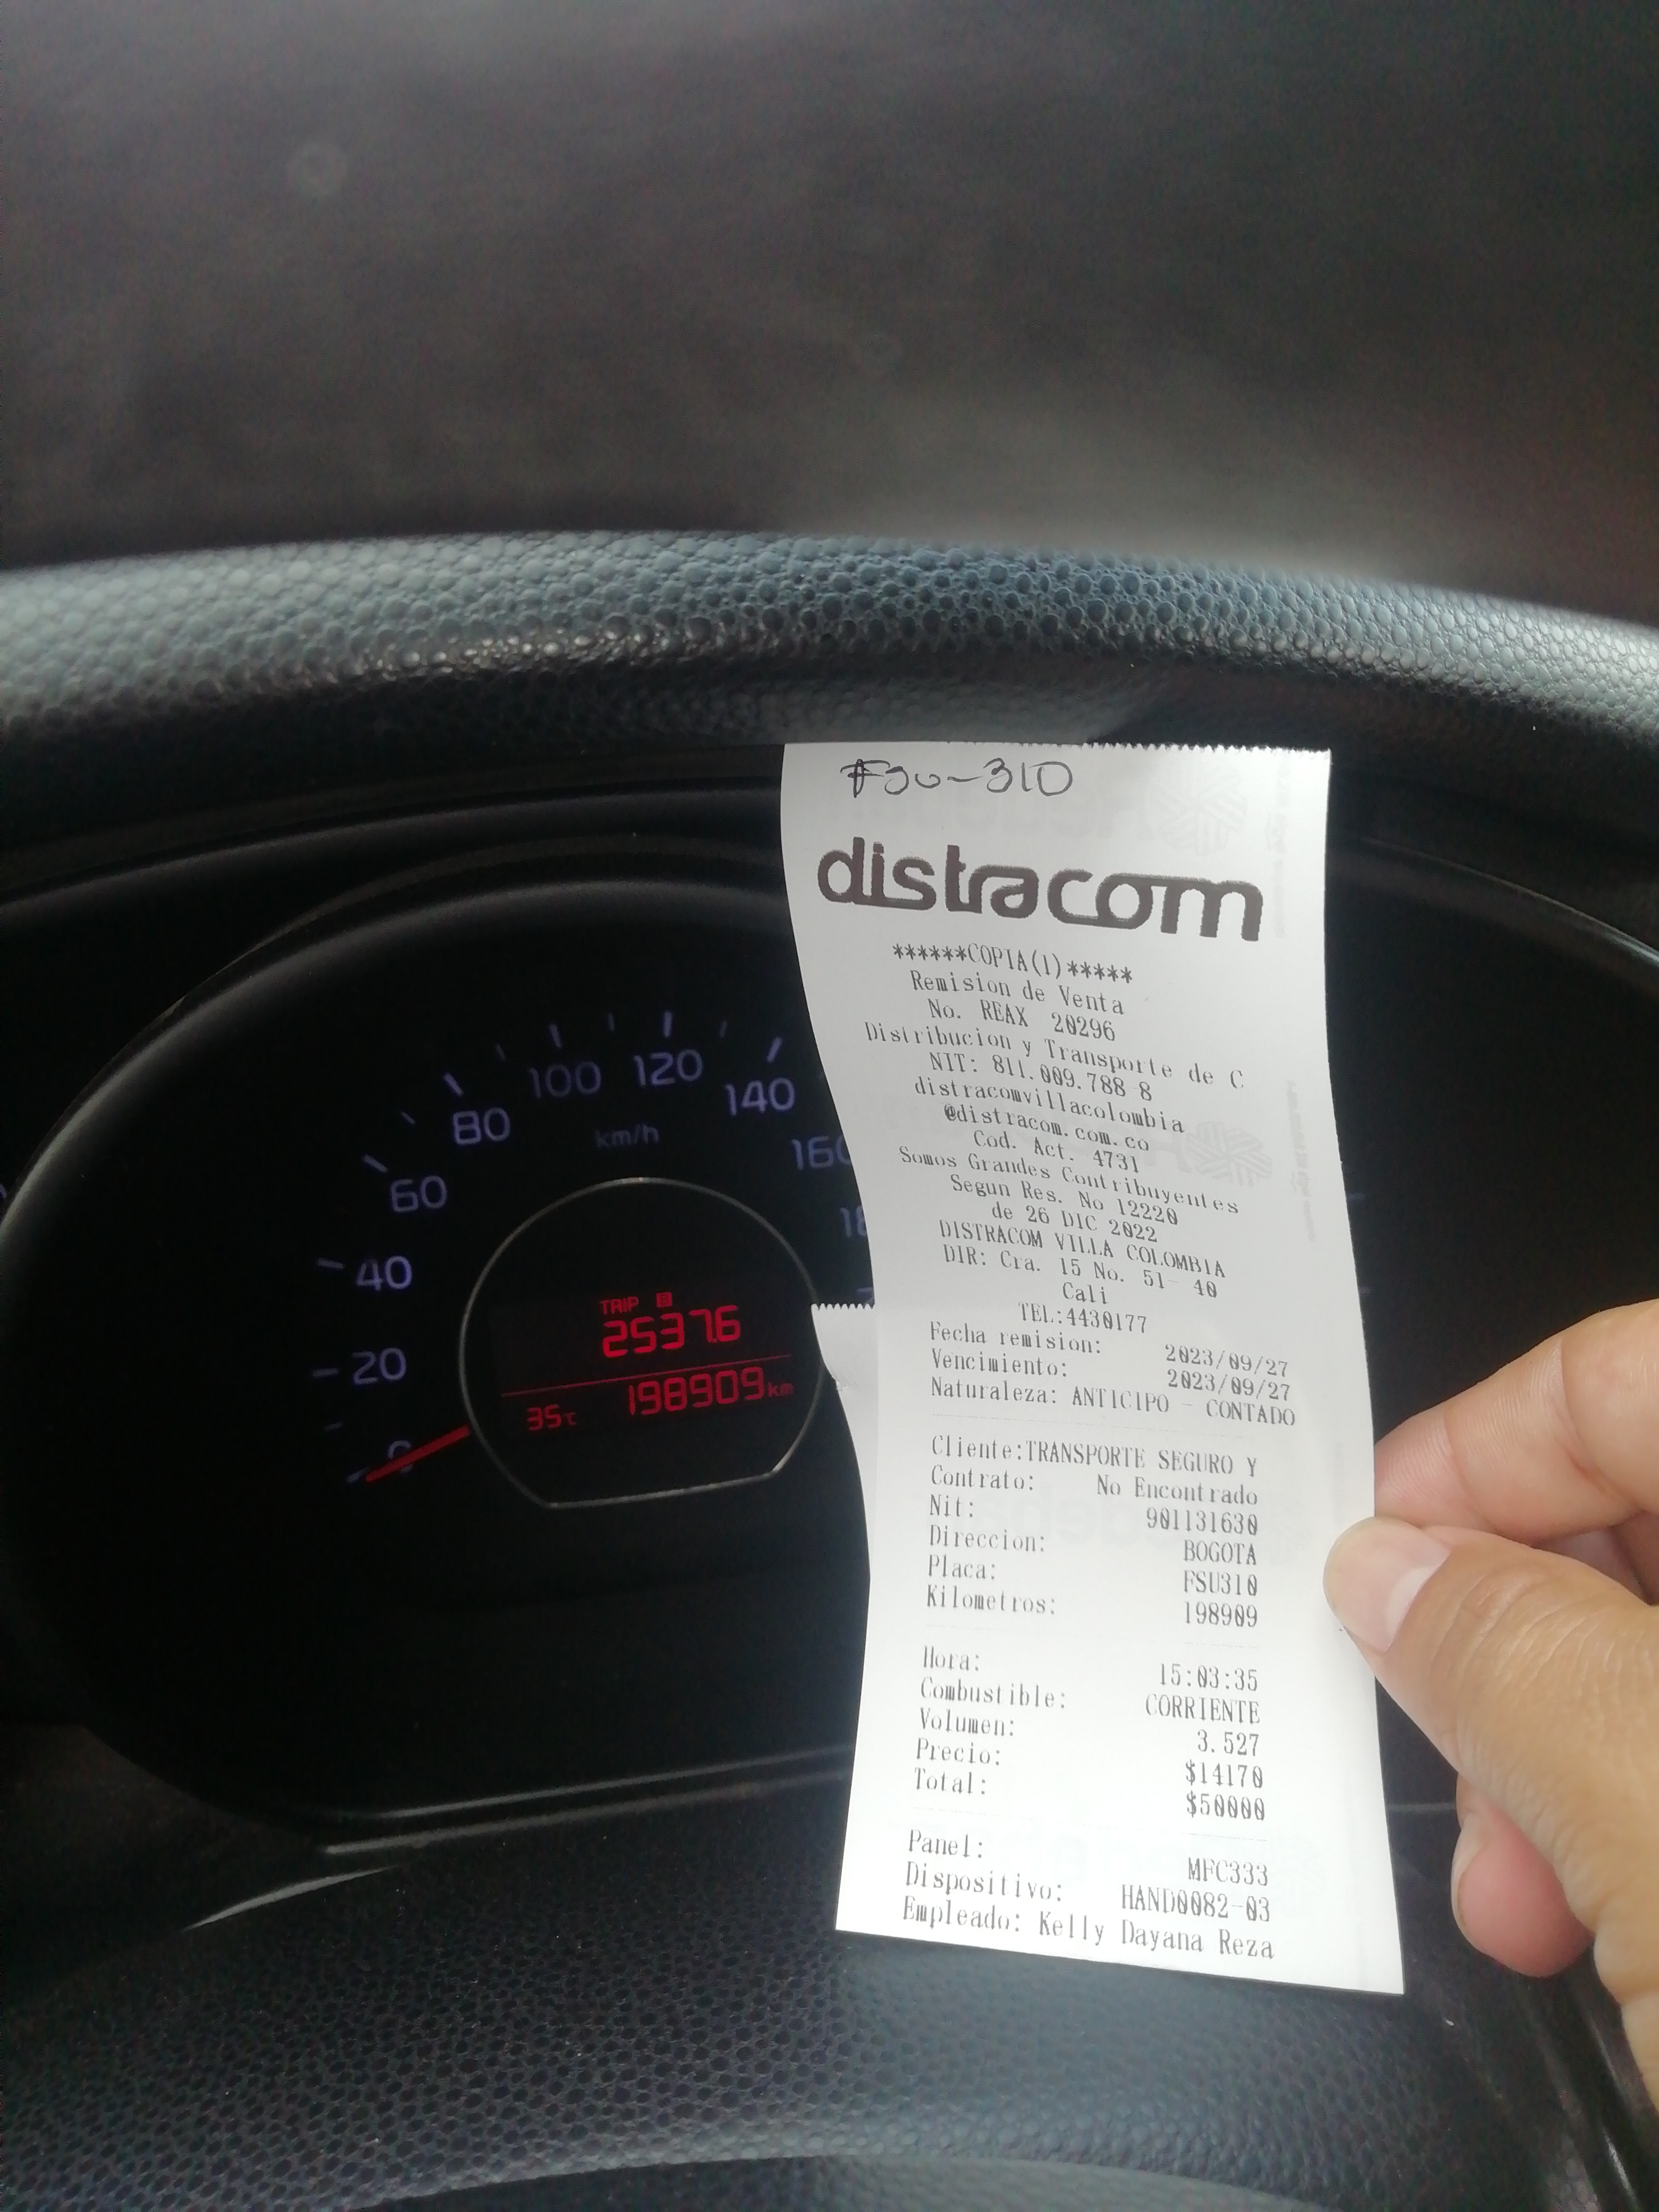 FSU-310
distracom
******COPIA(1)*****
Remision de Venta
No. REAX 20296
Distribucion y Transporte de C
NIT: 811.009.788 8
distracomvillacolombia
@distracom.com.co
Cod. Act. 4731
Somos Grandes Contribuyentes
Segun Res. No 12220
de 26 DIC 2022
DISTRACOM VILLA COLOMBIA
DIR: Cra. 15 No. 51- 40
Cali
TEL:4430177
Fecha remision: 2023/09/27
Vencimiento: 2023/09/27
Naturaleza: ANTICIPO - CONTADO
Cliente:TRANSPORTE SEGURO Y
Contrato: No Encontrado
Nit: 901131630
Direccion: BOGOTA
Placa: FSU310
Kilometros: 198909
Hora: 15:03:35
Combustible: CORRIENTE
Volumen: 3.527
Precio: $14170
Total: $50000
Panel: MFC333
Dispositivo: HAND0082-03
Empleado: Kelly Dayana Reza
0
20
40
60
80
100
120
140
160
km/h
TRIP B
2537.6
35℃ 198909km